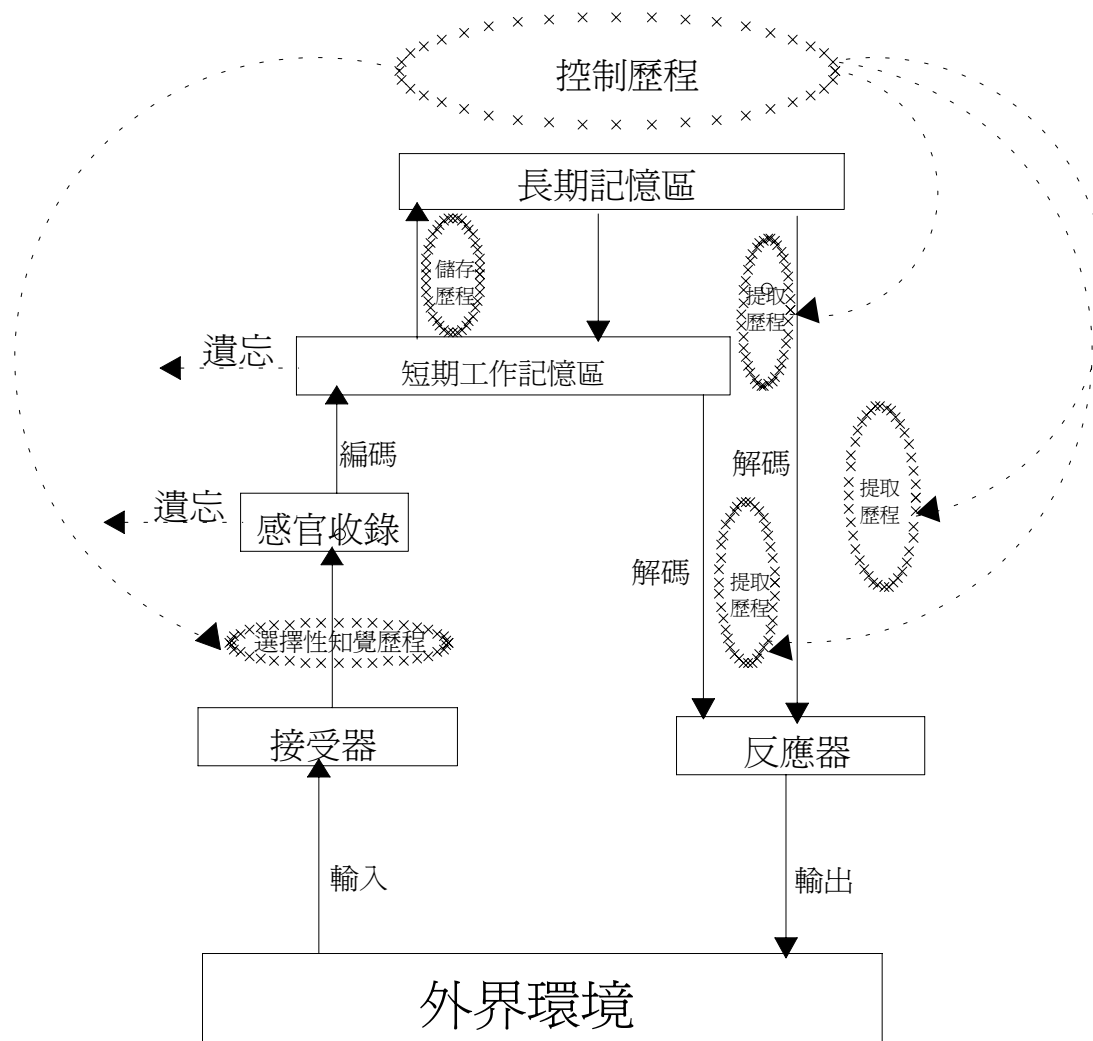 控制歷程
長期記憶區
儲存
歷程
提取
歷程
遺忘
短期工作記憶區
編碼
解碼
提取
歷程
遺忘
感官收錄
解碼
提取
歷程
選擇性知覺歷程
接受器
反應器
輸入
輸出
外界環境